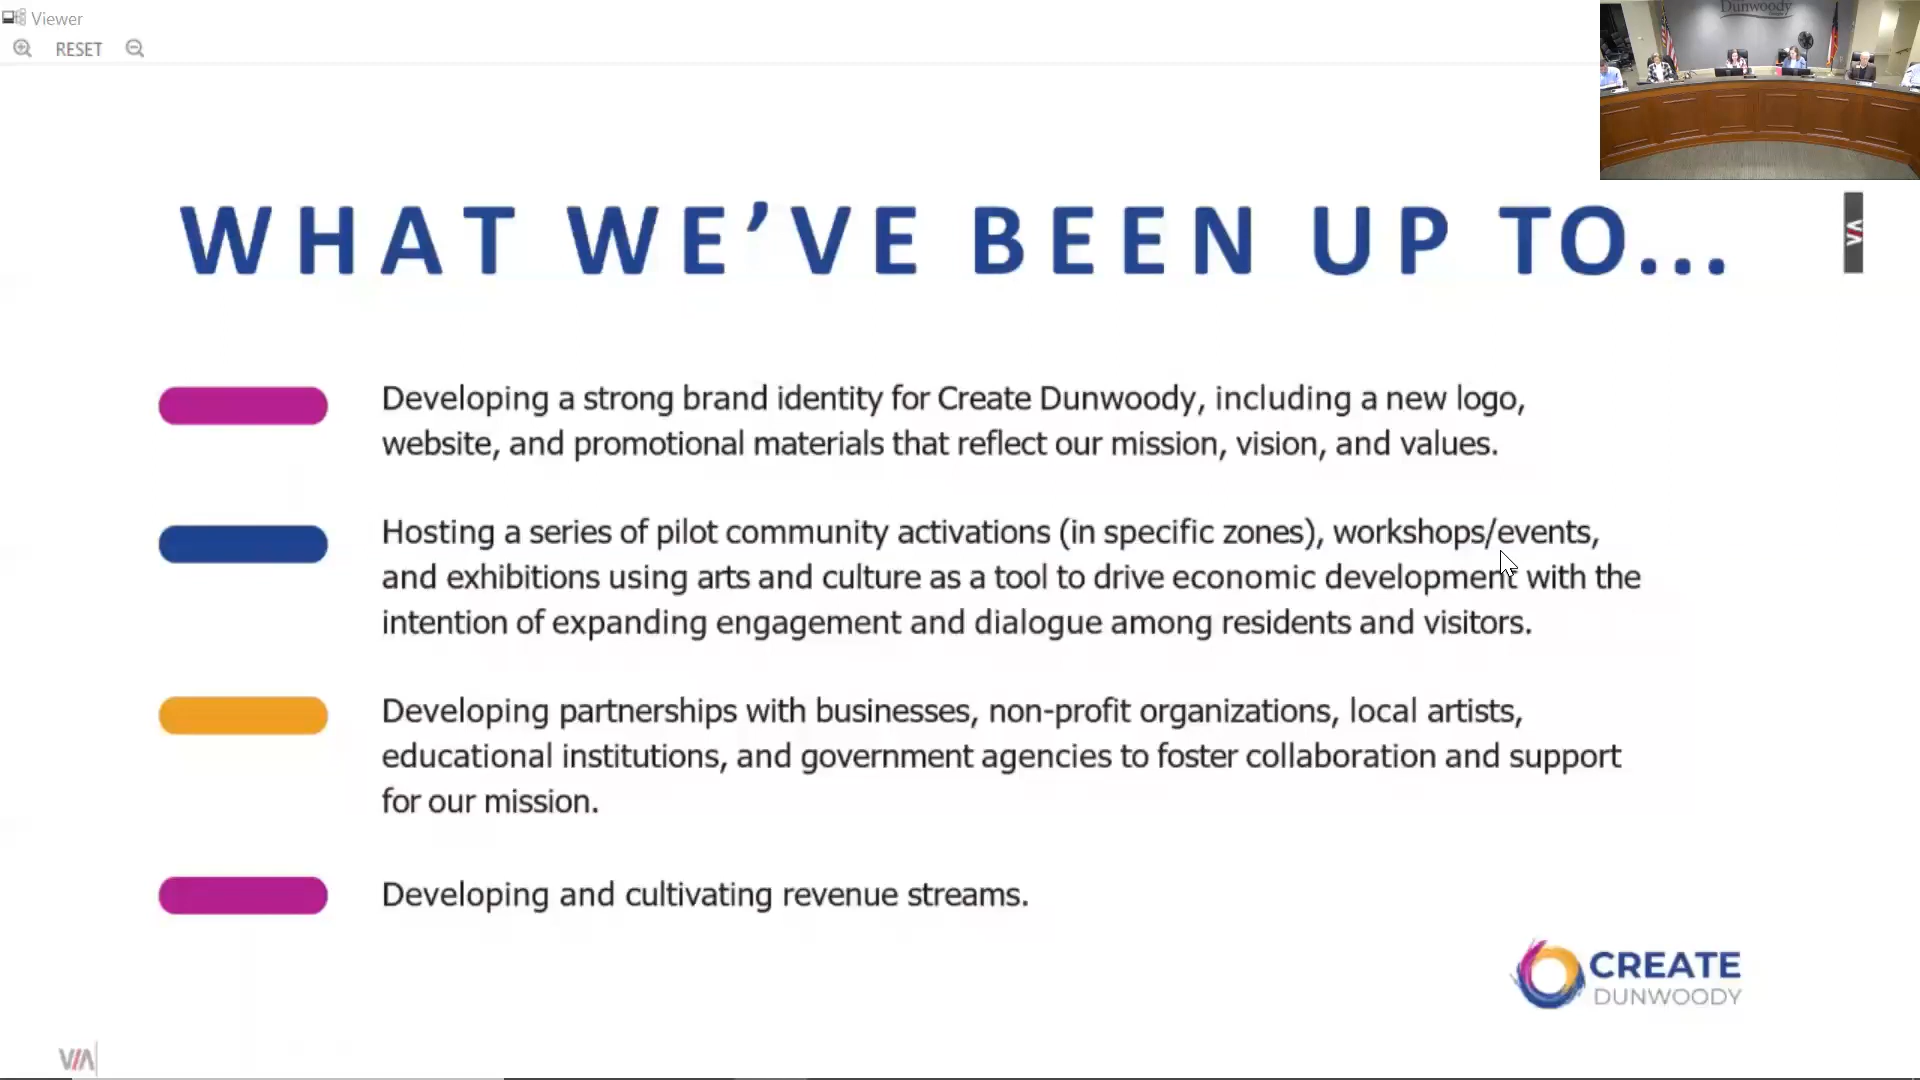 Viewer
RESET
Dunwoody
WHAT WE’VE BEEN UP TO...
VIA
Developing a strong brand identity for Create Dunwoody, including a new logo,
website, and promotional materials that reflect our mission, vision, and values.
Hosting a series of pilot community activations (in specific zones), workshops/events,
and exhibitions using arts and culture as a tool to drive economic development with the
intention of expanding engagement and dialogue among residents and visitors.
Developing partnerships with businesses, non-profit organizations, local artists,
educational institutions, and government agencies to foster collaboration and support
for our mission.
Developing and cultivating revenue streams.
CREATE
DUNWOODY
VIA